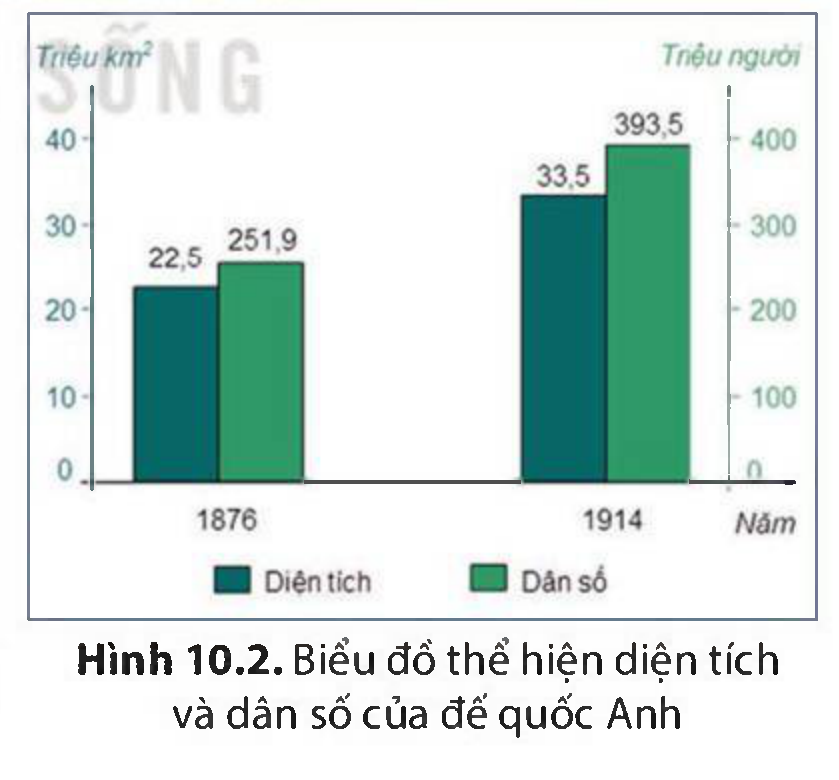 SỐNG
Triệu km²
Triệu người
40
30
20
10
0
400
300
200
100
0
22,5
251,9
33,5
393,5
1876
1914
Năm
Diện tích
Dân số
Hình 10.2. Biểu đồ thể hiện diện tích
và dân số của đế quốc Anh